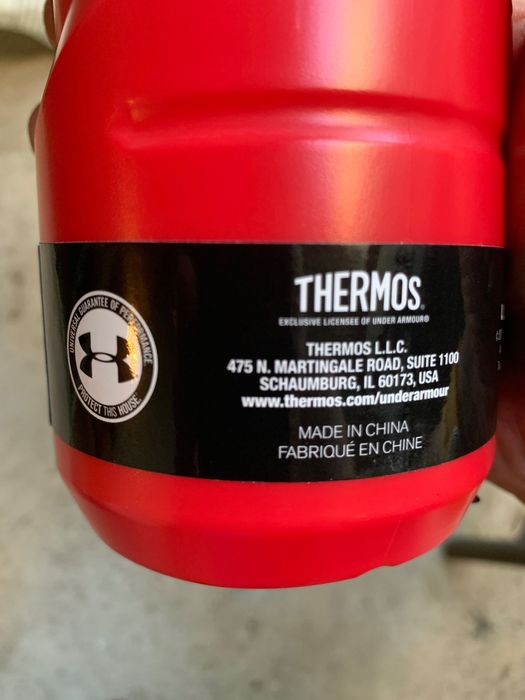 UNIVERSAL GUARANTEE OF PERFORMANCE
PROTECT THIS HOUSE
THERMOS®
EXCLUSIVE LICENSEE OF UNDER ARMOUR®
THERMOS L.L.C.
475 N. MARTINGALE ROAD, SUITE 1100
SCHAUMBURG, IL 60173, USA
www.thermos.com/underarmour
MADE IN CHINA
FABRIQUÉ EN CHINE